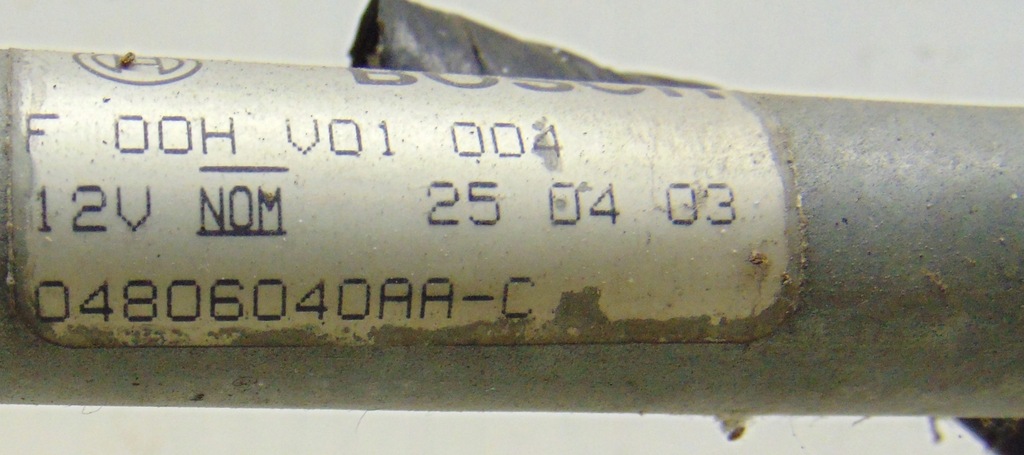 BOSCH
F 00H V01 004
12V NOM 25 04 03
04806040AA-C